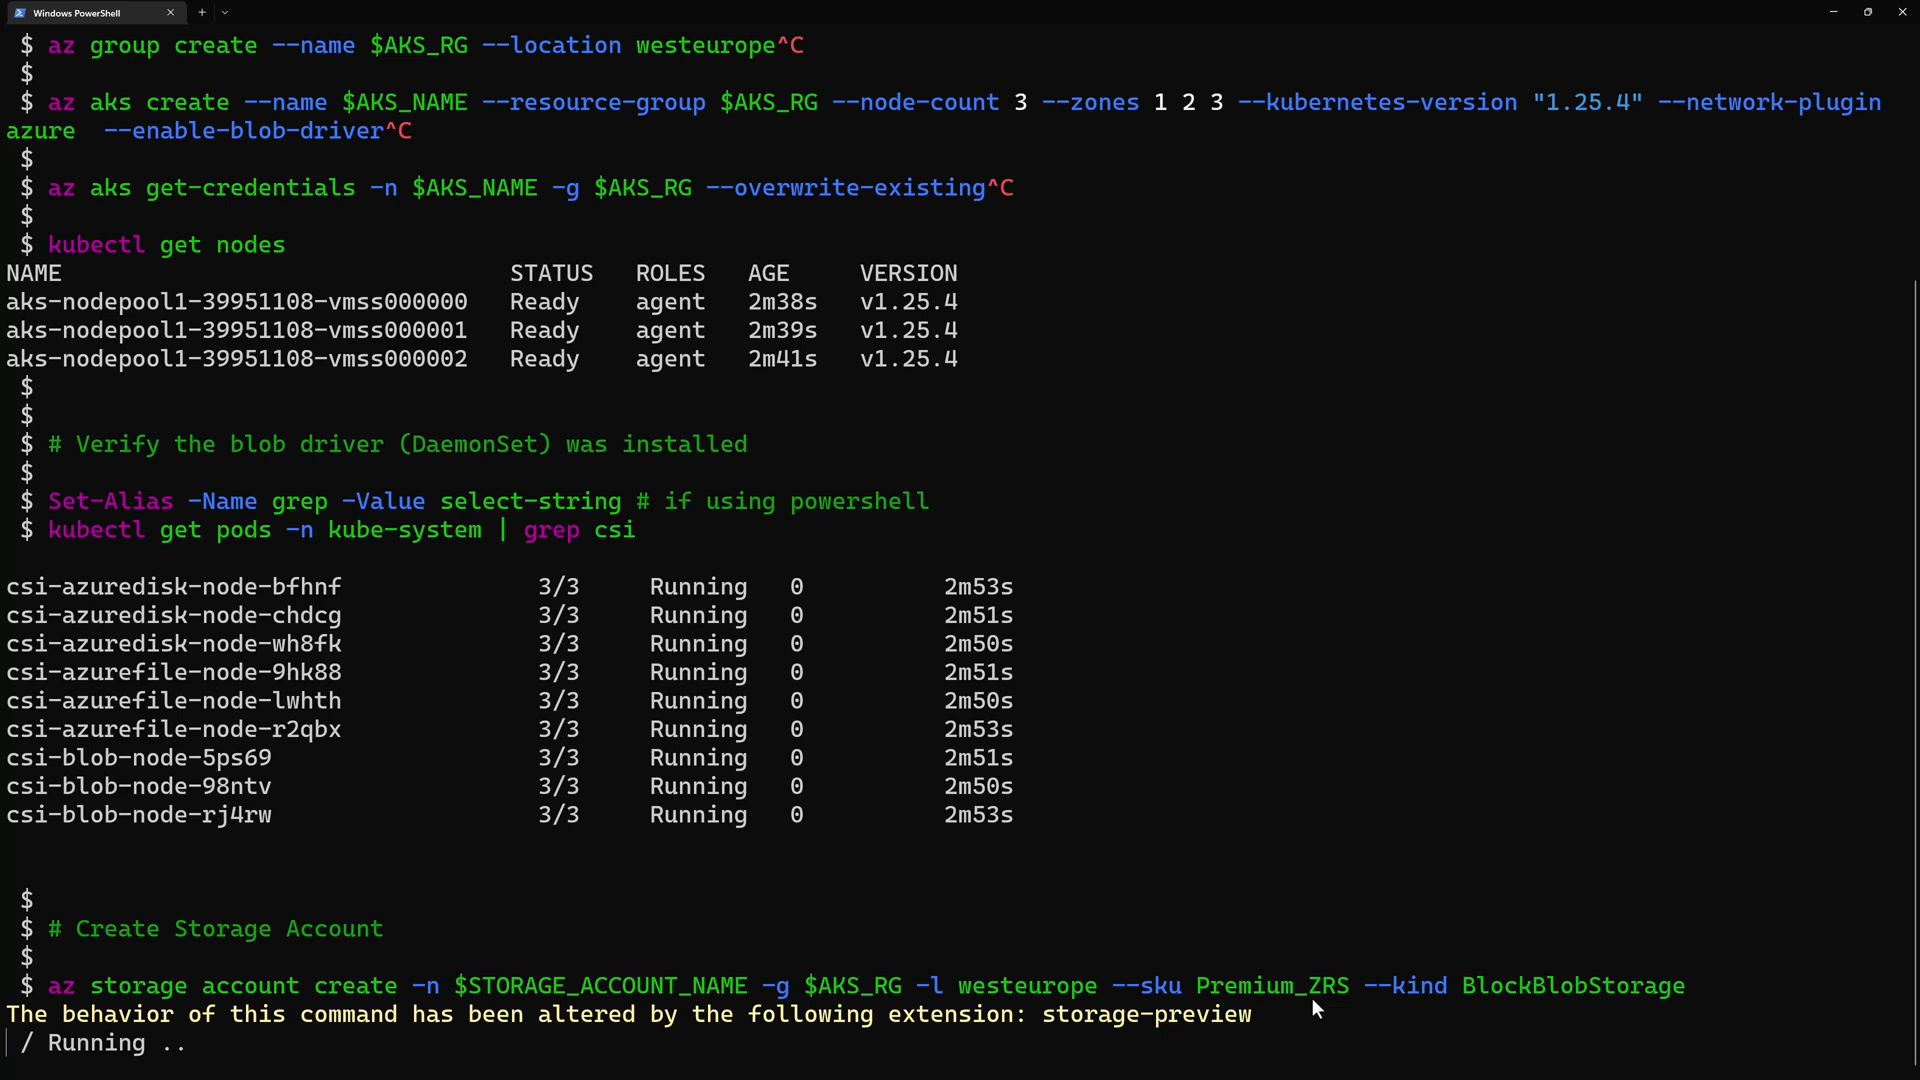 Windows PowerShell
$ az group create --name $AKS_RG --location westeurope^C
$
$ az aks create --name $AKS_NAME --resource-group $AKS_RG --node-count 3 --zones 1 2 3 --kubernetes-version "1.25.4" --network-plugin
azure  --enable-blob-driver^C
$
$ az aks get-credentials -n $AKS_NAME -g $AKS_RG --overwrite-existing^C
$
$ kubectl get nodes
NAME                                STATUS   ROLES   AGE     VERSION
aks-nodepool1-39951108-vmss000000   Ready    agent   2m38s   v1.25.4
aks-nodepool1-39951108-vmss000001   Ready    agent   2m39s   v1.25.4
aks-nodepool1-39951108-vmss000002   Ready    agent   2m41s   v1.25.4
$
$
$ # Verify the blob driver (DaemonSet) was installed
$
$ Set-Alias -Name grep -Value select-string # if using powershell
$ kubectl get pods -n kube-system | grep csi
csi-azuredisk-node-bfhnf              3/3     Running   0          2m53s
csi-azuredisk-node-chdcg              3/3     Running   0          2m51s
csi-azuredisk-node-wh8fk              3/3     Running   0          2m50s
csi-azurefile-node-9hk88              3/3     Running   0          2m51s
csi-azurefile-node-lwhth              3/3     Running   0          2m50s
csi-azurefile-node-r2qbx              3/3     Running   0          2m53s
csi-blob-node-5ps69                   3/3     Running   0          2m51s
csi-blob-node-98ntv                   3/3     Running   0          2m50s
csi-blob-node-rj4rw                   3/3     Running   0          2m53s
$
$ # Create Storage Account
$
$ az storage account create -n $STORAGE_ACCOUNT_NAME -g $AKS_RG -l westeurope --sku Premium_ZRS --kind BlockBlobStorage
The behavior of this command has been altered by the following extension: storage-preview
/ Running ..